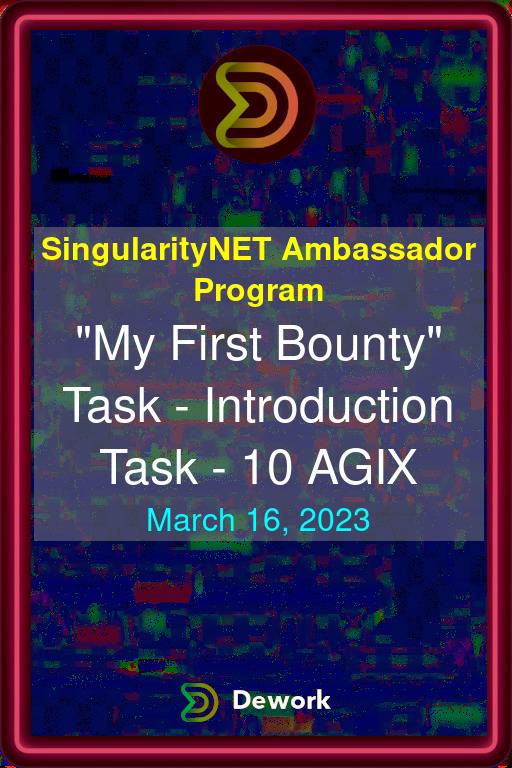 SingularityNET Ambassador
Program
"My First Bounty"
Task - Introduction
Task - 10 AGIX
March 16, 2023
Dework